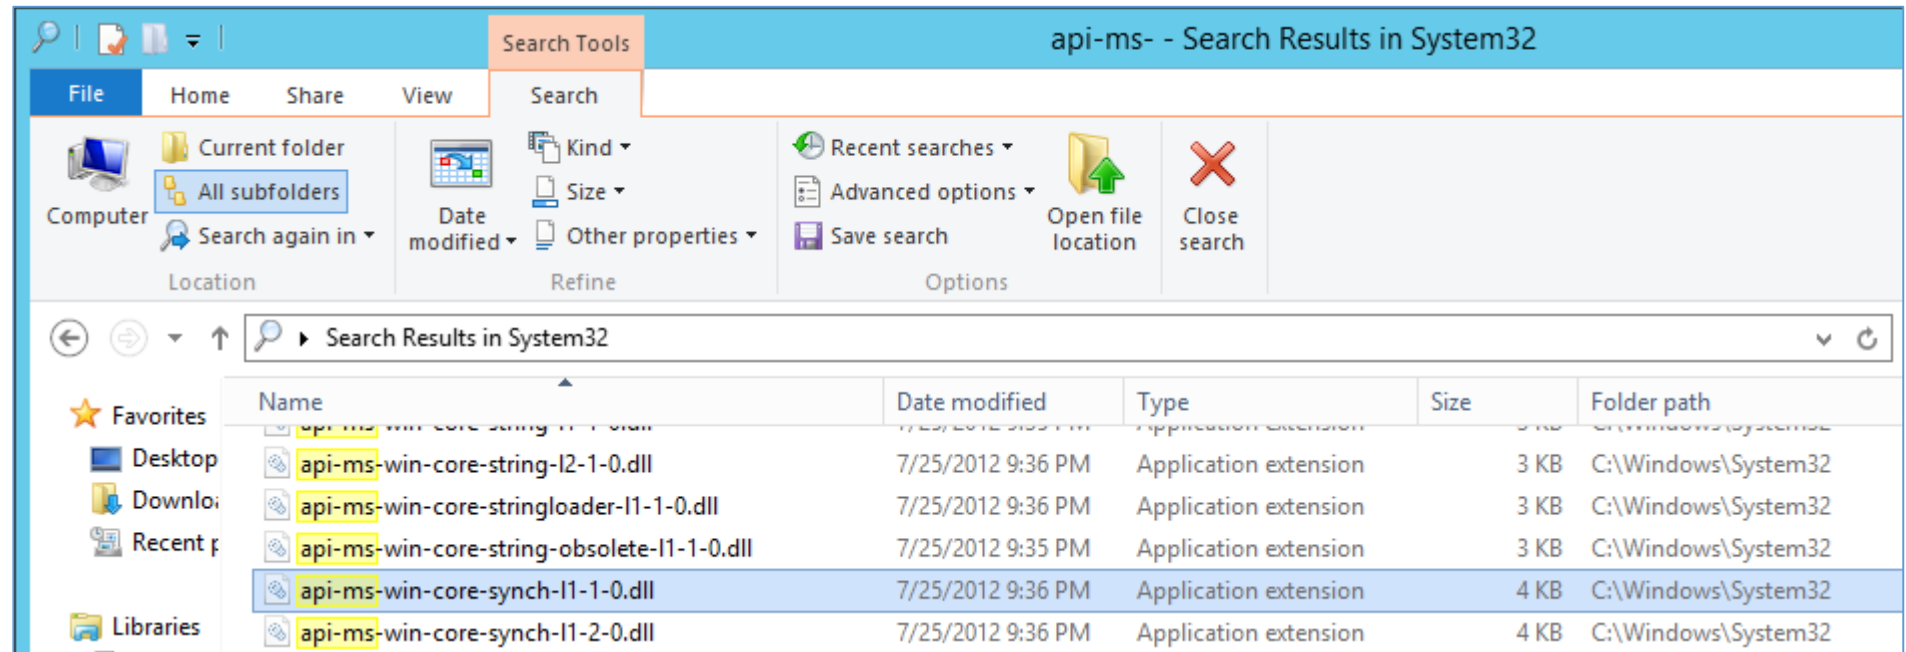 Search Tools
api-ms- - Search Results in System32
File Home Share View Search
Computer
Current folder
All subfolders
Search again in
Location
Date modified
Kind
Size
Other properties
Refine
Recent searches
Advanced options
Save search
Options
Open file location
Close search
Search Results in System32
Favorites
Desktop
Recent
Libraries
Name Date modified Type Size Folder path
api-ms-win-core-string-l2-1-0.dll 7/25/2012 9:36 PM Application extension 3 KB C:\Windows\System32
api-ms-win-core-stringloader-l1-1-0.dll 7/25/2012 9:36 PM Application extension 3 KB C:\Windows\System32
api-ms-win-core-string-obsolete-l1-1-0.dll 7/25/2012 9:35 PM Application extension 3 KB C:\Windows\System32
api-ms-win-core-synch-l1-1-0.dll 7/25/2012 9:36 PM Application extension 4 KB C:\Windows\System32
api-ms-win-core-synch-l1-2-0.dll 7/25/2012 9:36 PM Application extension 4 KB C:\Windows\System32